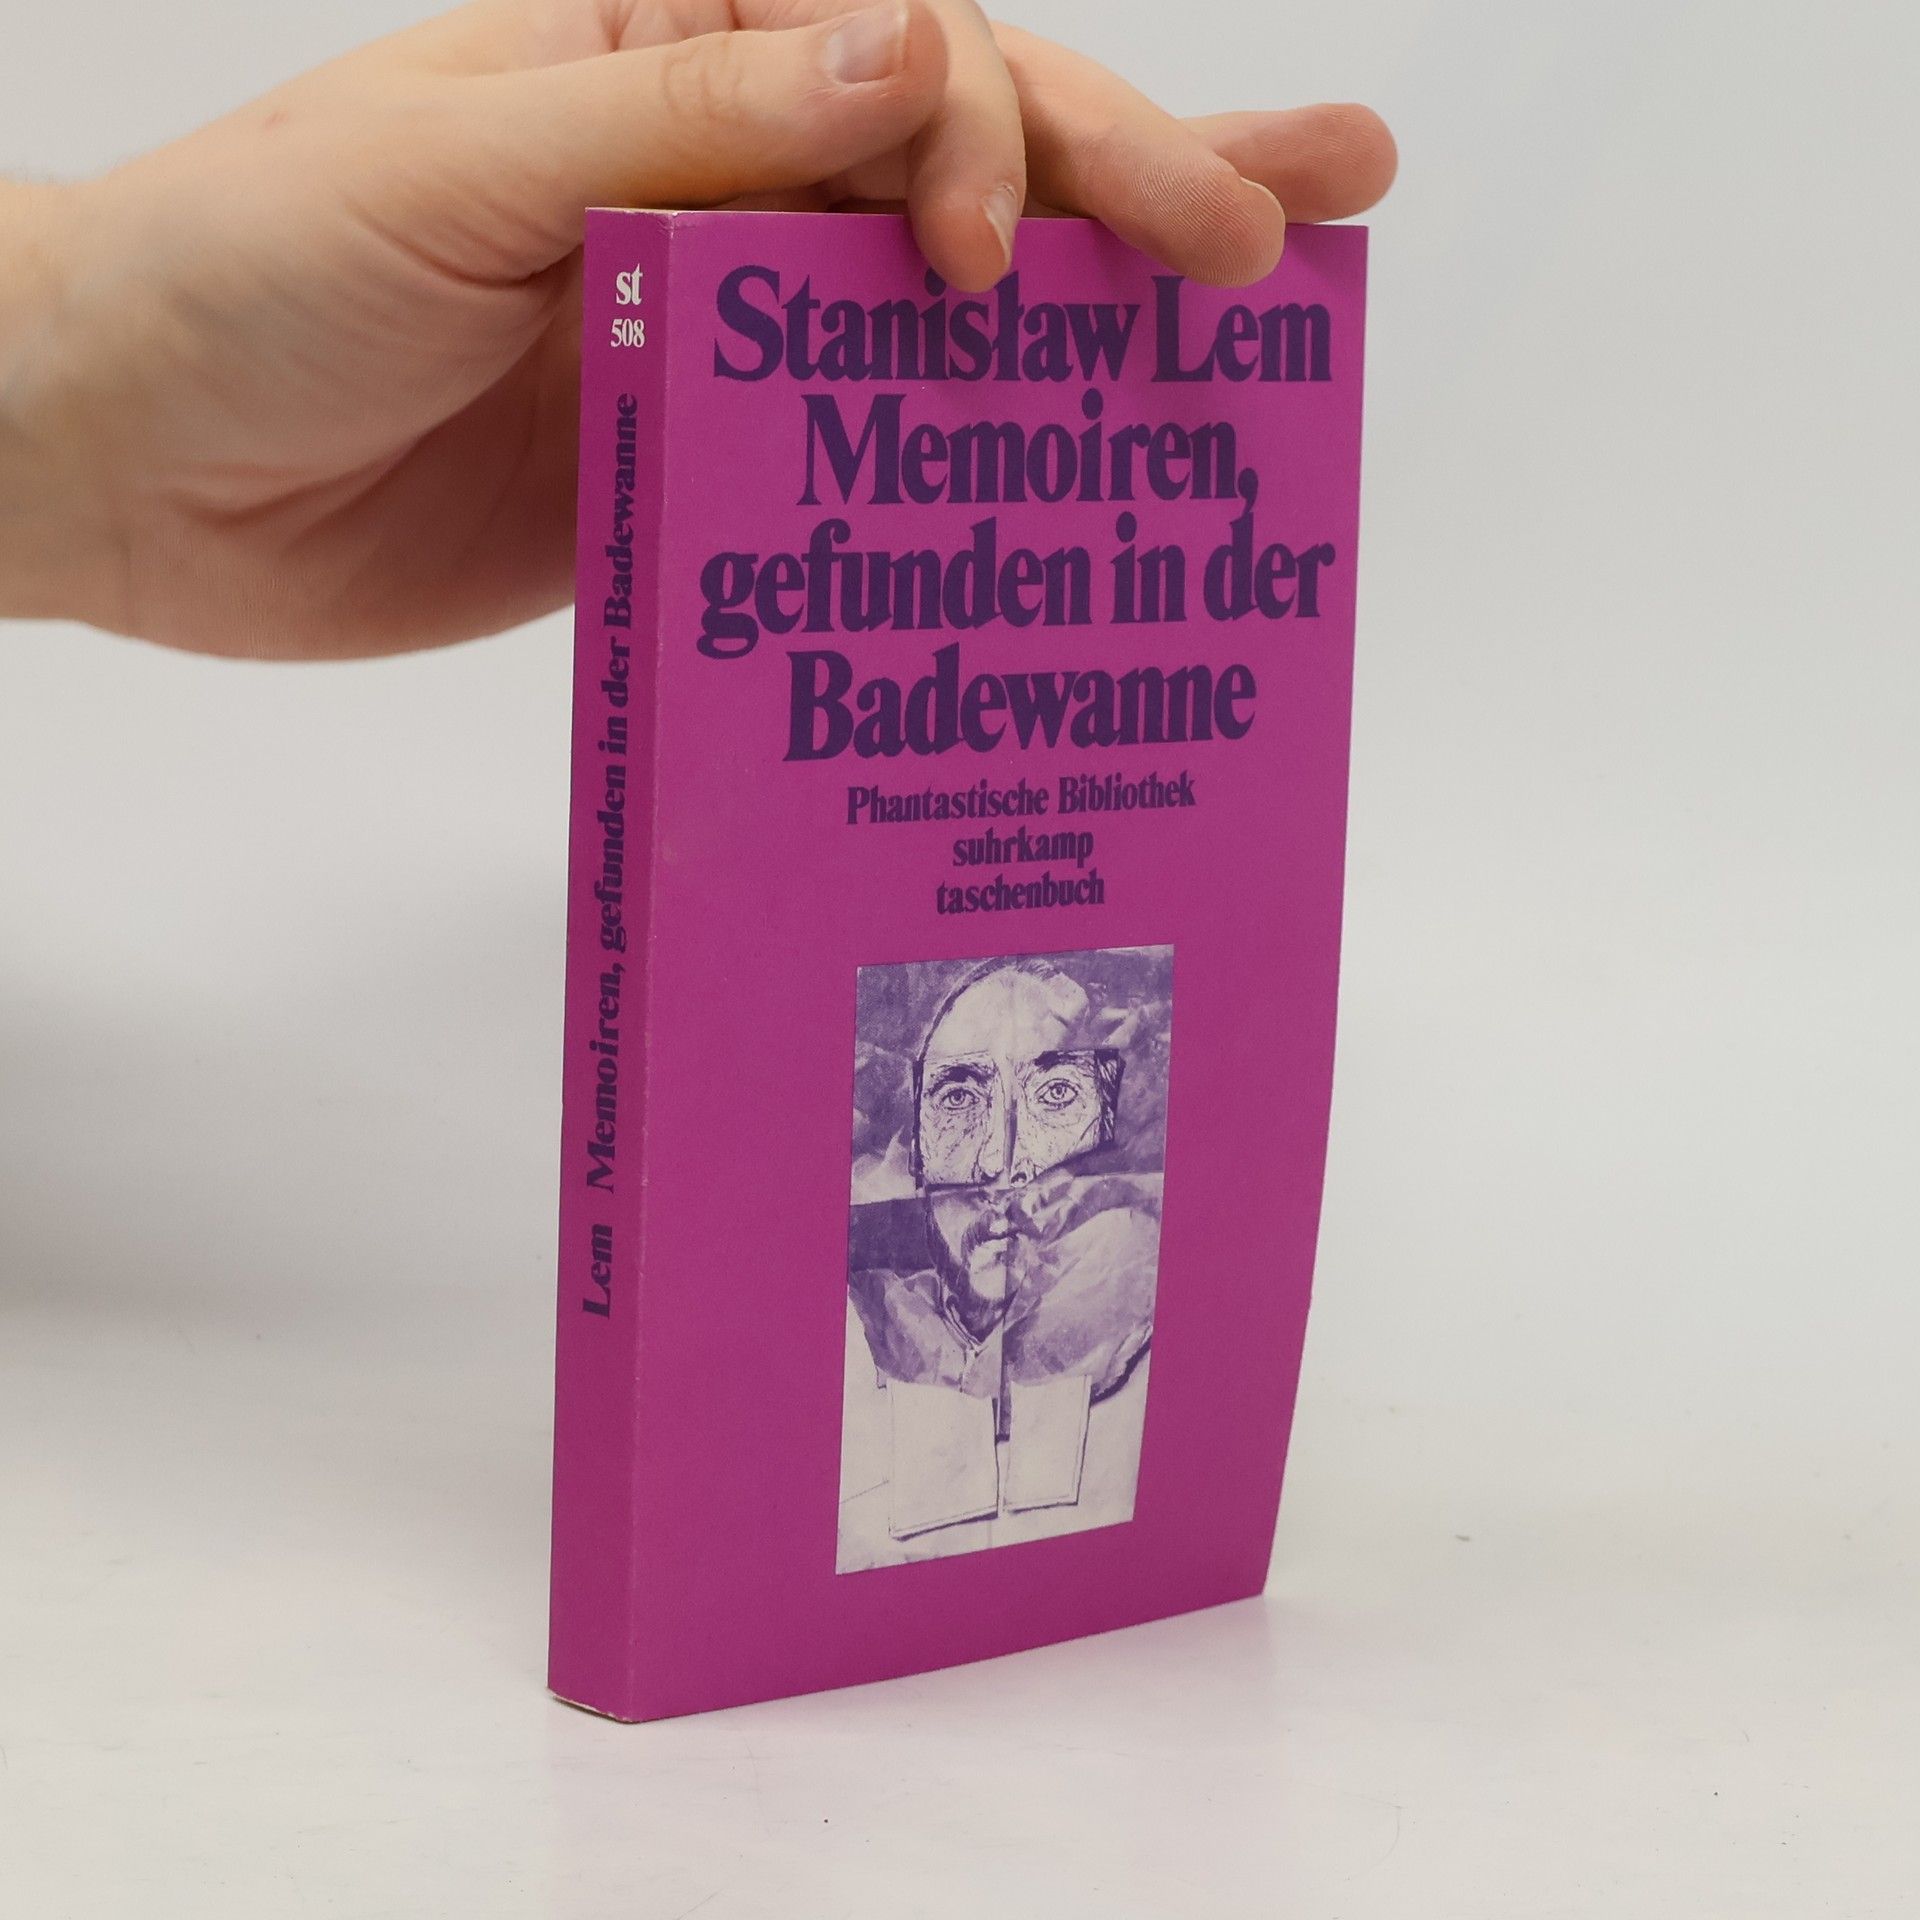 st
508
Lem Memoiren, gefunden in der Badewanne
Stanisław Lem
Memoiren,
gefunden in der
Badewanne
Phantastische Bibliothek
suhrkamp
taschenbuch